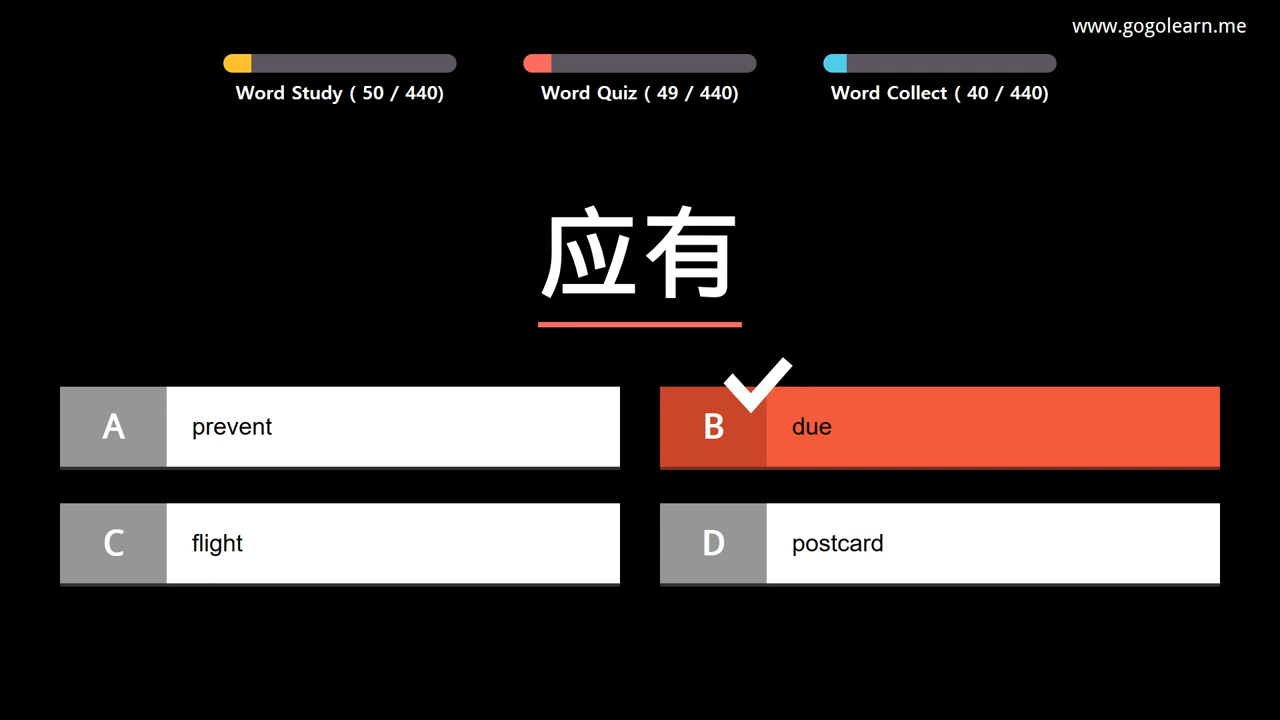 www.gogolearn.me
Word Study ( 50 / 440)
Word Quiz ( 49 / 440)
Word Collect ( 40 / 440)
应有
A prevent
B due
C flight
D postcard